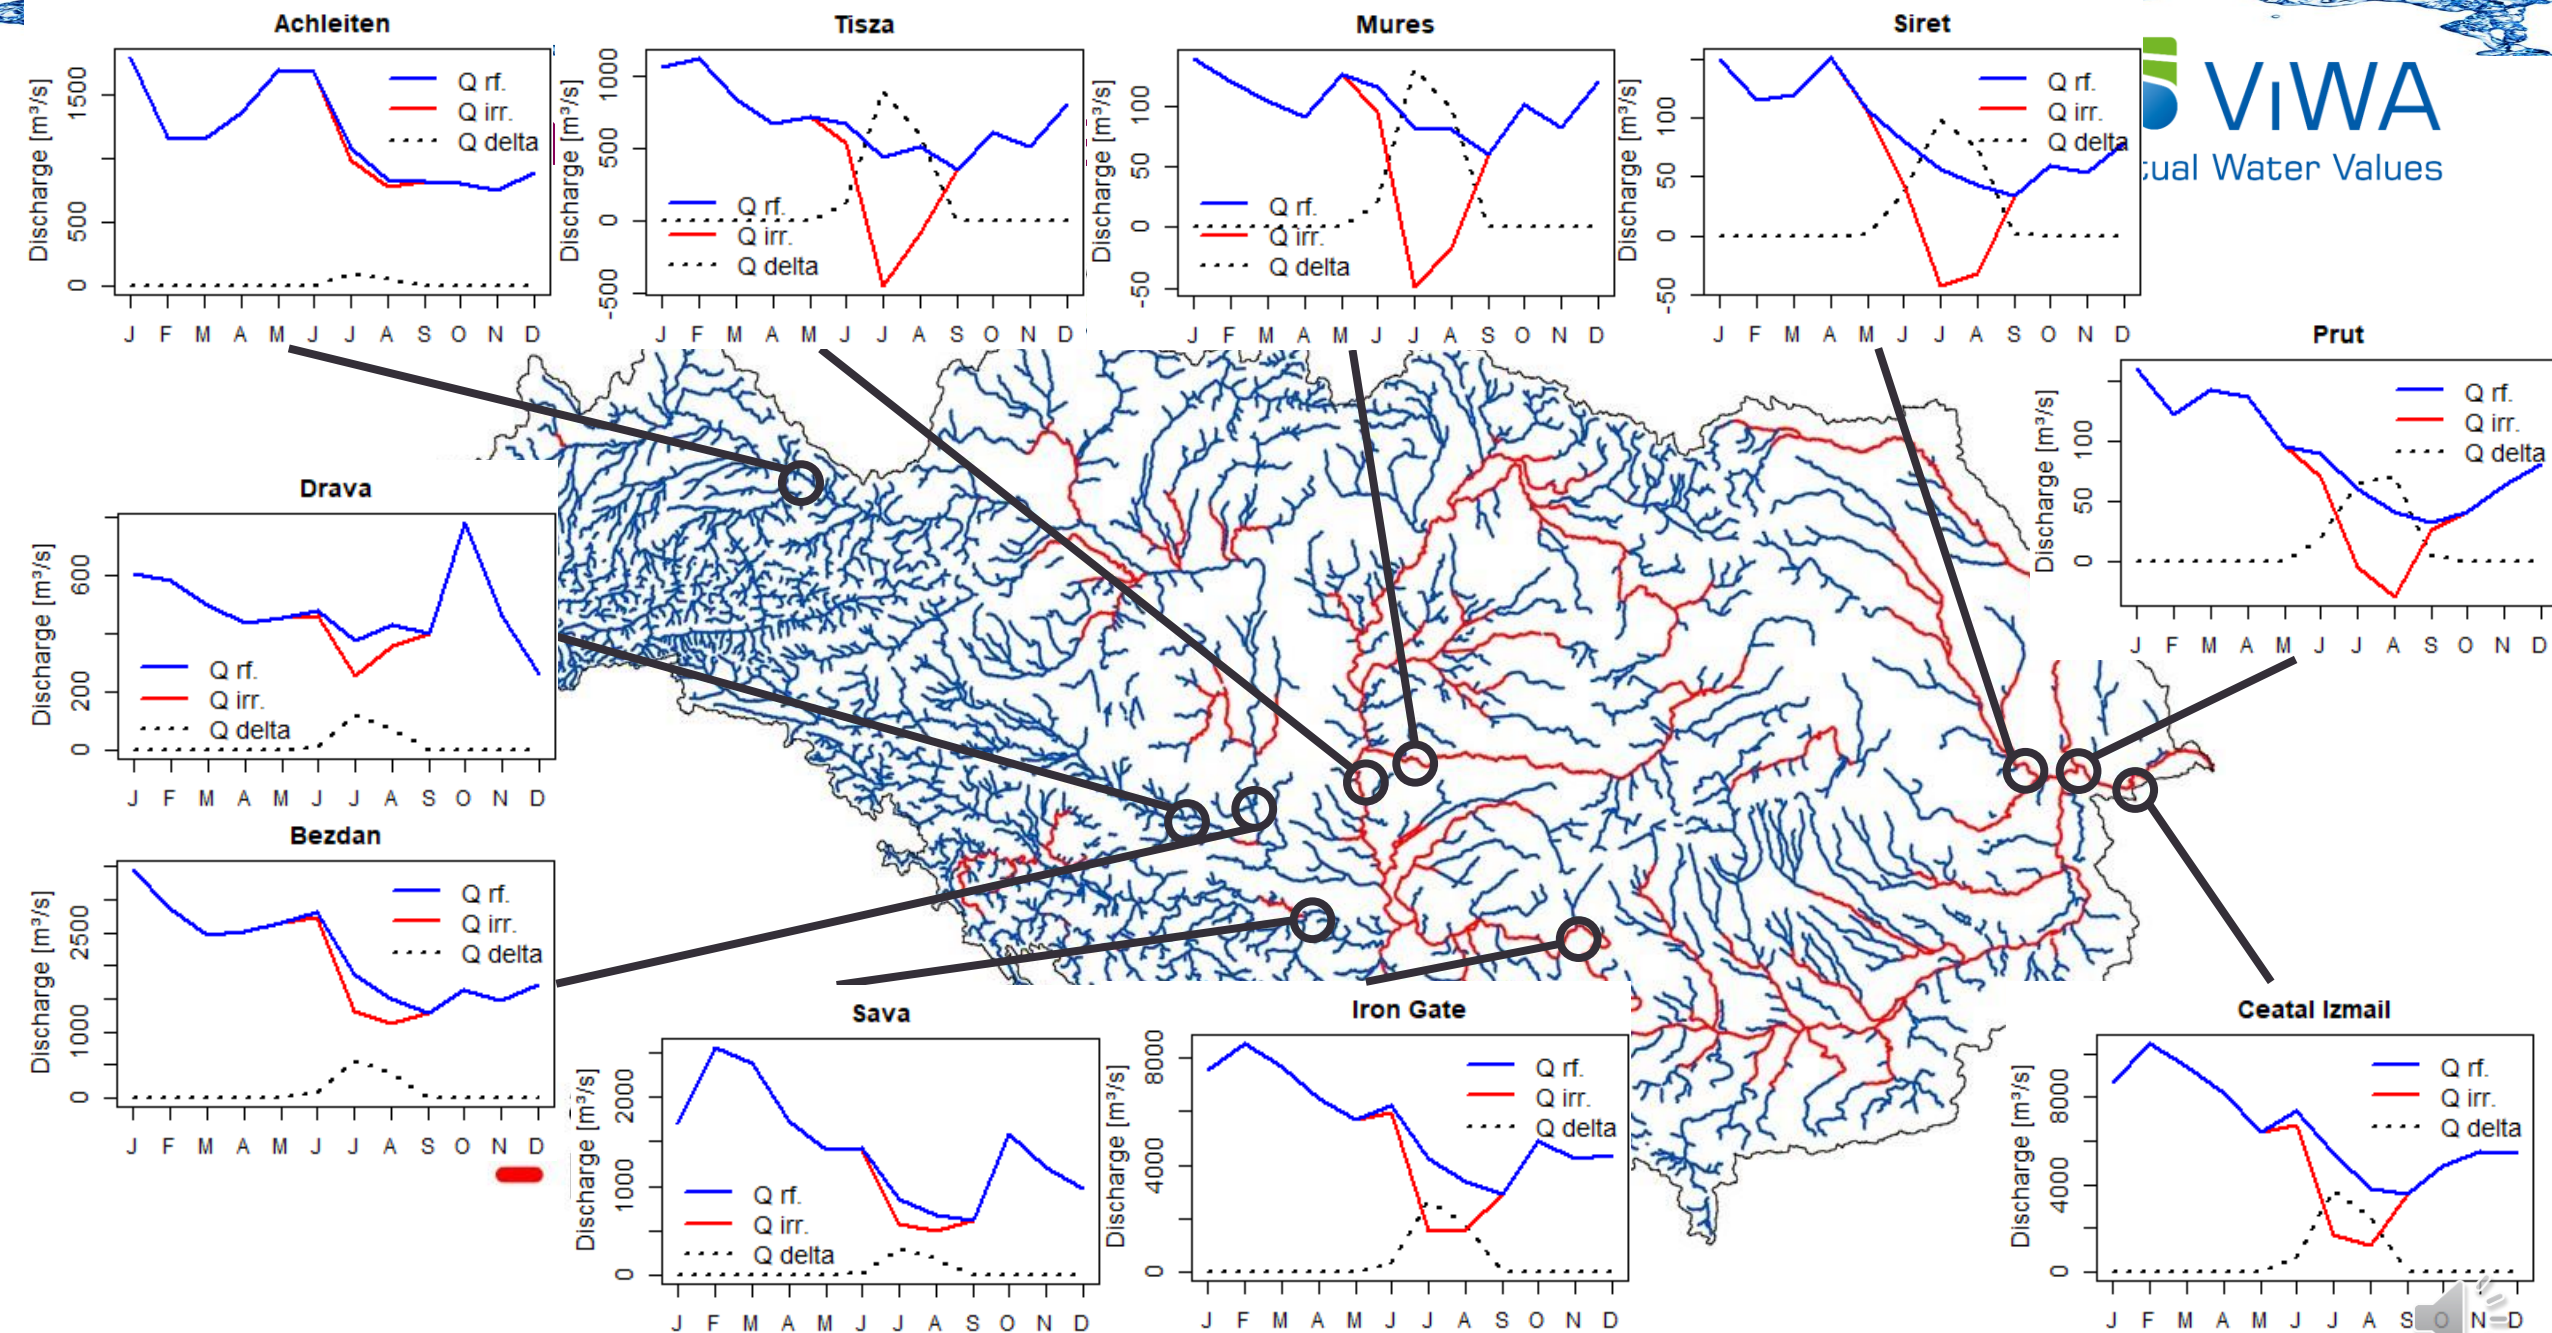 Achleiten
Discharge [m³/s]
1500
500
0
Q rf.
Q irr.
Q delta
J F M A M J J A S O N D
Tisza
Discharge [m³/s]
1000
500
0
-500
Q rf.
Q irr.
Q delta
J F M A M J J A S O N D
Mures
Discharge [m³/s]
100
50
0
-50
Q rf.
Q irr.
Q delta
J F M A M J J A S O N D
Siret
Discharge [m³/s]
100
50
0
-50
Q rf.
Q irr.
Q delta
J F M A M J J A S O N D
ViWA
tual Water Values
Prut
Discharge [m³/s]
100
50
0
Q rf.
Q irr.
Q delta
J F M A M J J A S O N D
Drava
Discharge [m³/s]
600
200
0
Q rf.
Q irr.
Q delta
J F M A M J J A S O N D
Bezdan
Discharge [m³/s]
2500
1000
0
Q rf.
Q irr.
Q delta
J F M A M J J A S O N D
Sava
Discharge [m³/s]
2000
1000
0
Q rf.
Q irr.
Q delta
J F M A M J J A S O N D
Iron Gate
Discharge [m³/s]
8000
4000
0
Q rf.
Q irr.
Q delta
J F M A M J J A S O N D
Ceatal Izmail
Discharge [m³/s]
8000
4000
0
Q rf.
Q irr.
Q delta
J F M A M J J A S O N D